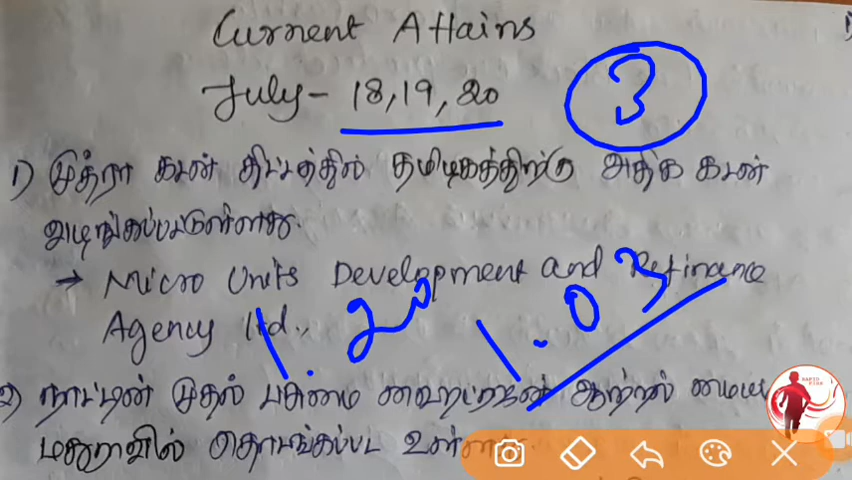 Current Affairs
July - 18, 19, 20
3
1) முத்ரா கடன் திட்டத்தில் தமிழகத்திற்கு அதிக கடன்
வழங்கப்பட்டுள்ளது.
→ Micro Units Development and Refinance
Agency Ltd.,
1.20 1.03
2) நாட்டின் முதல் பசுமை ஹைட்ரஜன் ஆற்றல் மைய
மதுராவில் தொடங்கப்பட உள்ளது.